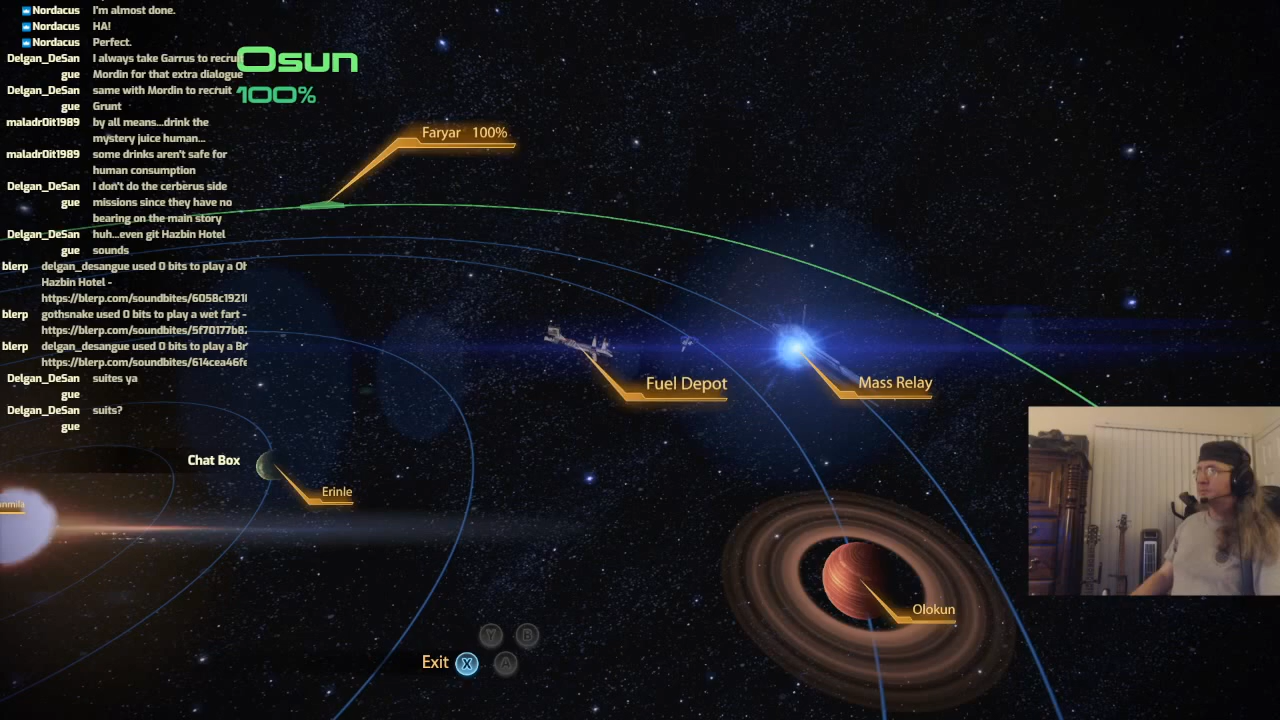 Nordacus I'm almost done.
Nordacus HA!
Nordacus Perfect.
Delgan_DeSan I always take Garrus to recruit
gue Mordin for that extra dialogue
Delgan_DeSan same with Mordin to recruit
gue Grunt
maladr0it1989 by all means...drink the
mystery juice human...
maladr0it1989 some drinks aren't safe for
human consumption
Delgan_DeSan I don't do the cerberus side
gue missions since they have no
bearing on the main story
Delgan_DeSan huh...even git Hazbin Hotel
gue sounds
blerp delgan_desangue used 0 bits to play a
Hazbin Hotel -
https://blerp.com/soundbites/6058c1921
blerp gothsnake used 0 bits to play a wet fart -
https://blerp.com/soundbites/5f70177b8
blerp delgan_desangue used 0 bits to play a
https://blerp.com/soundbites/614cea46f
Delgan_DeSan suites ya
gue
Delgan_DeSan suits?
gue
Osun
100%
Faryar 100%
Fuel Depot
Mass Relay
Chat Box
Erinle
Olokun
Exit X
Y B
A